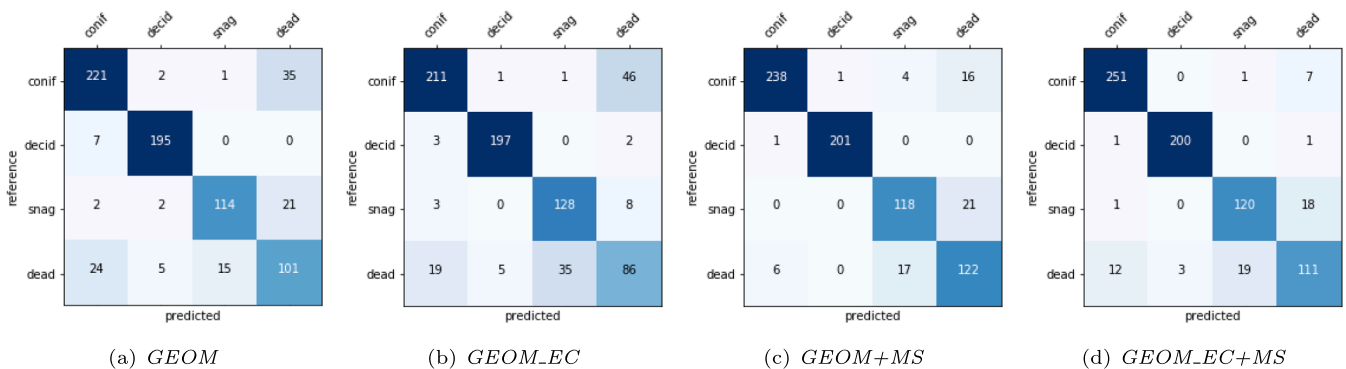 conif decid snag dead
conif 221 2 1 35
decid 7 195 0 0
snag 2 2 114 21
dead 24 5 15 101
reference
predicted
(a) GEOM
conif decid snag dead
conif 211 1 1 46
decid 3 197 0 2
snag 3 0 128 8
dead 19 5 35 86
reference
predicted
(b) GEOM_EC
conif decid snag dead
conif 238 1 4 16
decid 1 201 0 0
snag 0 0 118 21
dead 6 0 17 122
reference
predicted
(c) GEOM+MS
conif decid snag dead
conif 251 0 1 7
decid 1 200 0 1
snag 1 0 120 18
dead 12 3 19 111
reference
predicted
(d) GEOM_EC+MS